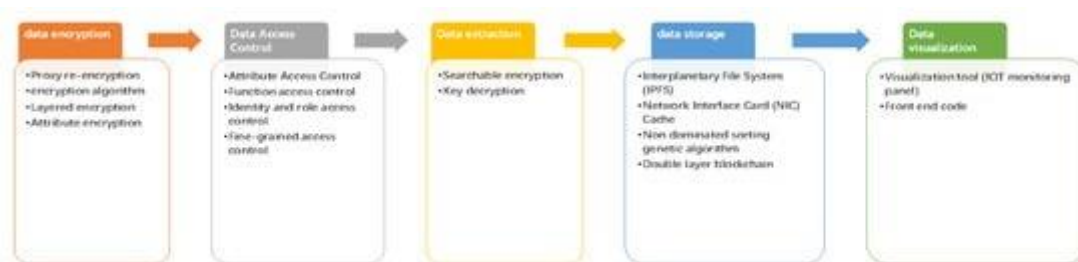 data encryption
•Proxy re-encryption
•encryption algorithm
•Layered encryption
•Attribute encryption
Data Access
Control
•Attribute Access Control
•Function access control
•Identity and role access
control
•Fine-grained access
control
Data extraction
•Searchable encryption
•Key decryption
data storage
•Interplanetary File System
(IPFS)
•Network Interface Card (NIC)
Cache
•Non dominated sorting
genetic algorithm
•Double layer blockchain
Data
visualization
•Visualization tool (IOT monitoring
panel)
•Front end code